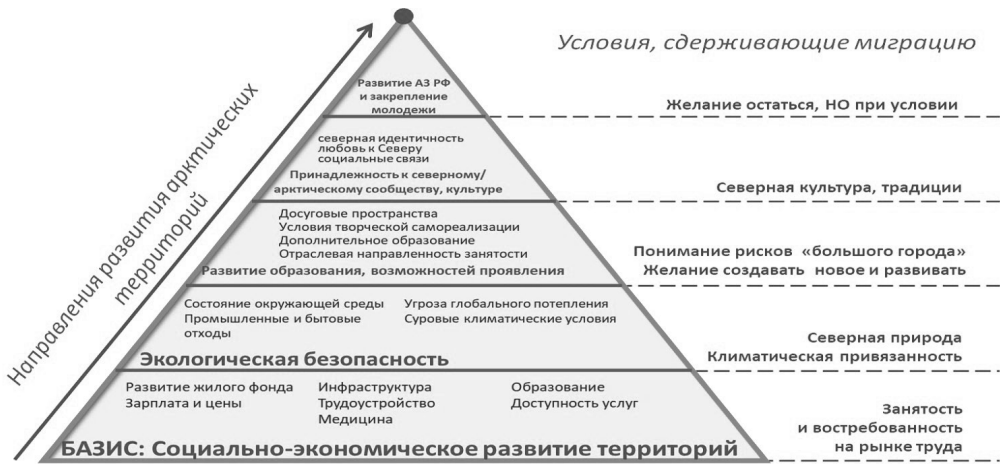 Условия, сдерживающие миграцию
Направления развития арктических
территорий
Развитие АЗ РФ
и закрепление
молодежи
Желание остаться, НО при условии
северная идентичность
любовь к Северу
социальные связи
Принадлежность к северному/
арктическому сообществу, культуре
Северная культура, традиции
Досуговые пространства
Условия творческой самореализации
Дополнительное образование
Отраслевая направленность занятости
Развитие образования, возможностей проявления
Понимание рисков «большого города»
Желание создавать новое и развивать
Состояние окружающей среды
Промышленные и бытовые
отходы
Угроза глобального потепления
Суровые климатические условия
Экологическая безопасность
Северная природа
Климатическая привязанность
Развитие жилого фонда
Зарплата и цены
Инфраструктура
Трудоустройство
Медицина
Образование
Доступность услуг
БАЗИС: Социально-экономическое развитие территорий
Занятость
и востребованность
на рынке труда